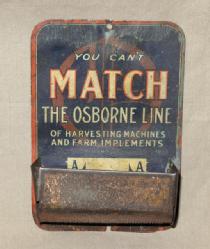 YOU CAN'T
MATCH
THE OSBORNE LINE
OF HARVESTING MACHINES
AND FARM IMPLEMENTS